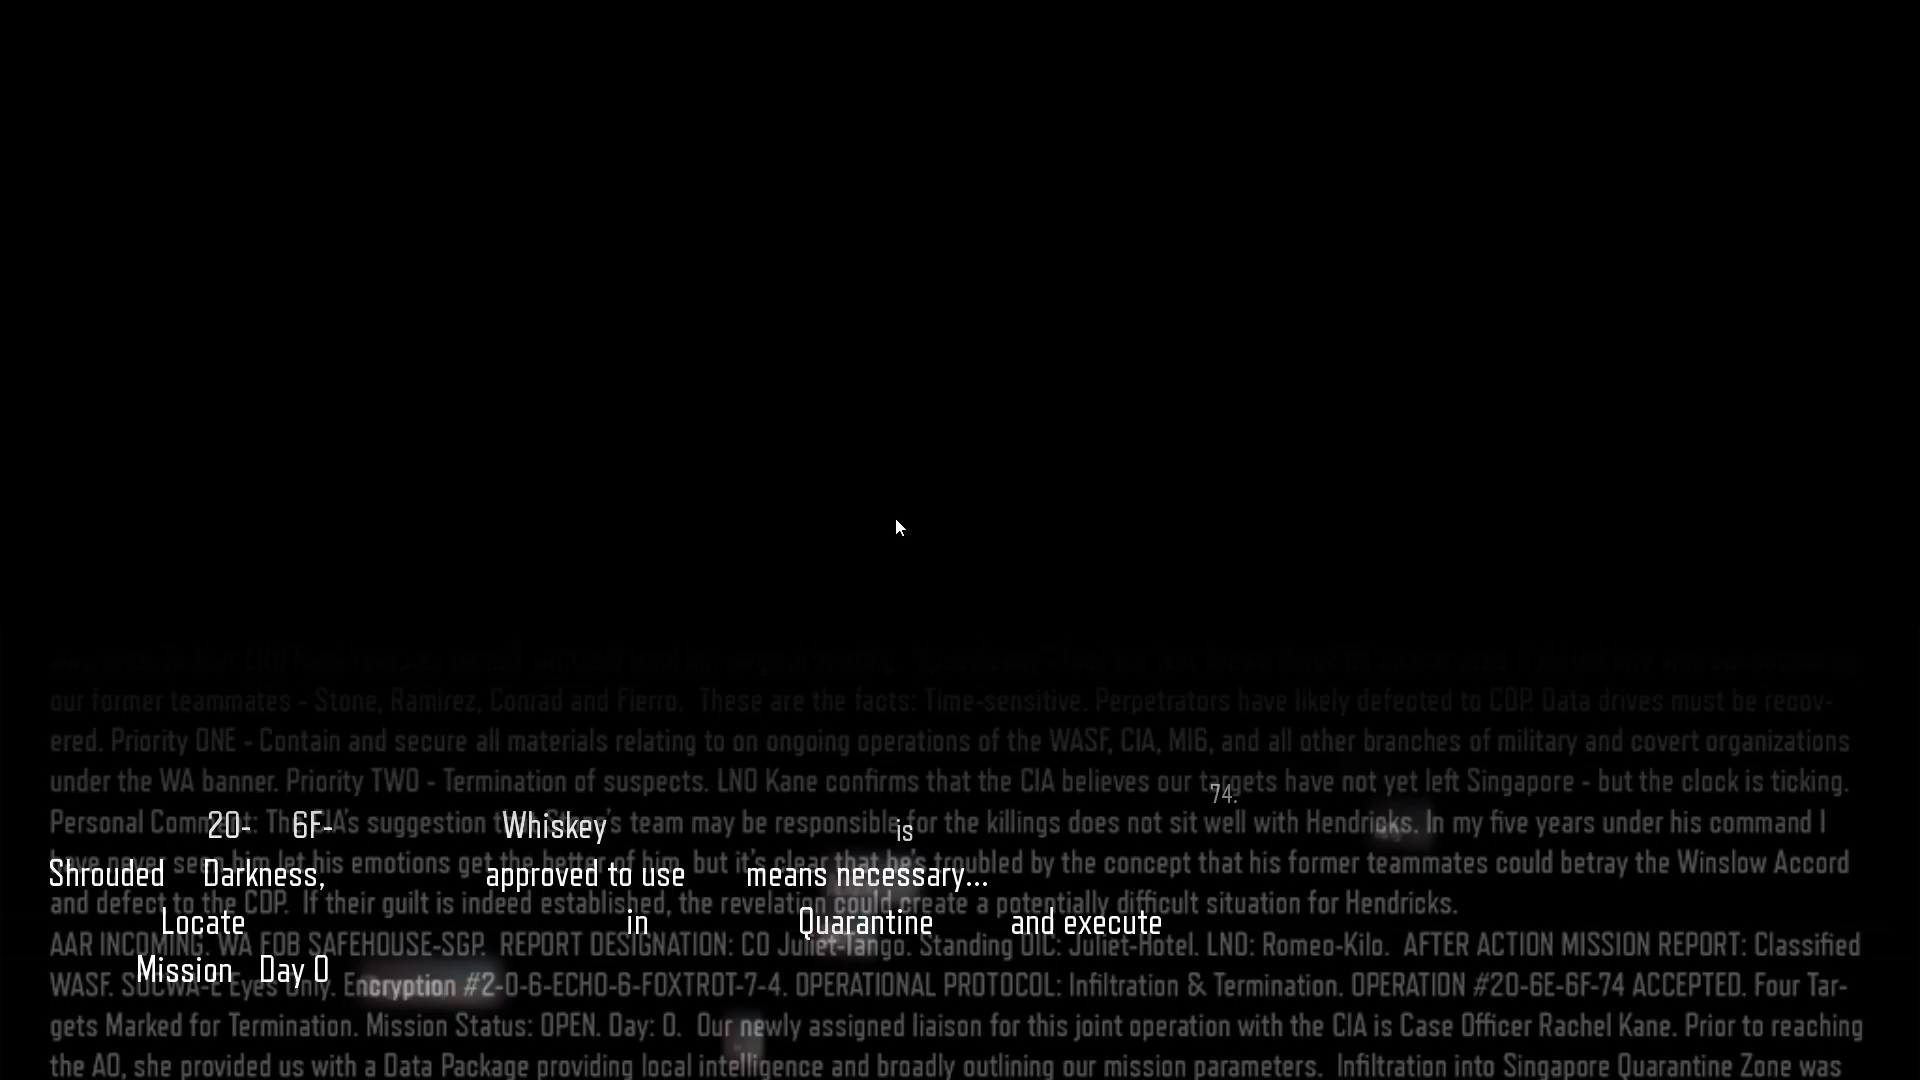 our former teammates - Stone, Ramirez, Conrad and Fierro. These are the facts: Time-sensitive. Perpetrators have likely defected to CDP. Data drives must be recov-
ered. Priority ONE - Contain and secure all materials relating to on ongoing operations of the WASF, CIA, MI6, and all other branches of military and covert organizations
under the WA banner. Priority TWO - Termination of suspects. LNO Kane confirms that the CIA believes our targets have not yet left Singapore - but the clock is ticking.
74.
Personal Comment: The CIA's suggestion that Stone's team may be responsible for the killings does not sit well with Hendricks. In my five years under his command I
20- 6F- Whiskey is
have never seen him let his emotions get the better of him, but it's clear that he's troubled by the concept that his former teammates could betray the Winslow Accord
Shrouded Darkness, approved to use means necessary...
and defect to the CDP. If their guilt is indeed established, the revelation could create a potentially difficult situation for Hendricks.
Locate in Quarantine and execute
AAR INCOMING. WA FOB SAFEHOUSE-SGP. REPORT DESIGNATION: CO Juliet-Tango. Standing OIC: Juliet-Hotel. LNO: Romeo-Kilo. AFTER ACTION MISSION REPORT: Classified
Mission Day 0
WASF. SOCWA-E Eyes Only. Encryption #2-0-6-ECHO-6-FOXTROT-7-4. OPERATIONAL PROTOCOL: Infiltration & Termination. OPERATION #20-6E-6F-74 ACCEPTED. Four Tar-
gets Marked for Termination. Mission Status: OPEN. Day: 0. Our newly assigned liaison for this joint operation with the CIA is Case Officer Rachel Kane. Prior to reaching
the AO, she provided us with a Data Package providing local intelligence and broadly outlining our mission parameters. Infiltration into Singapore Quarantine Zone was